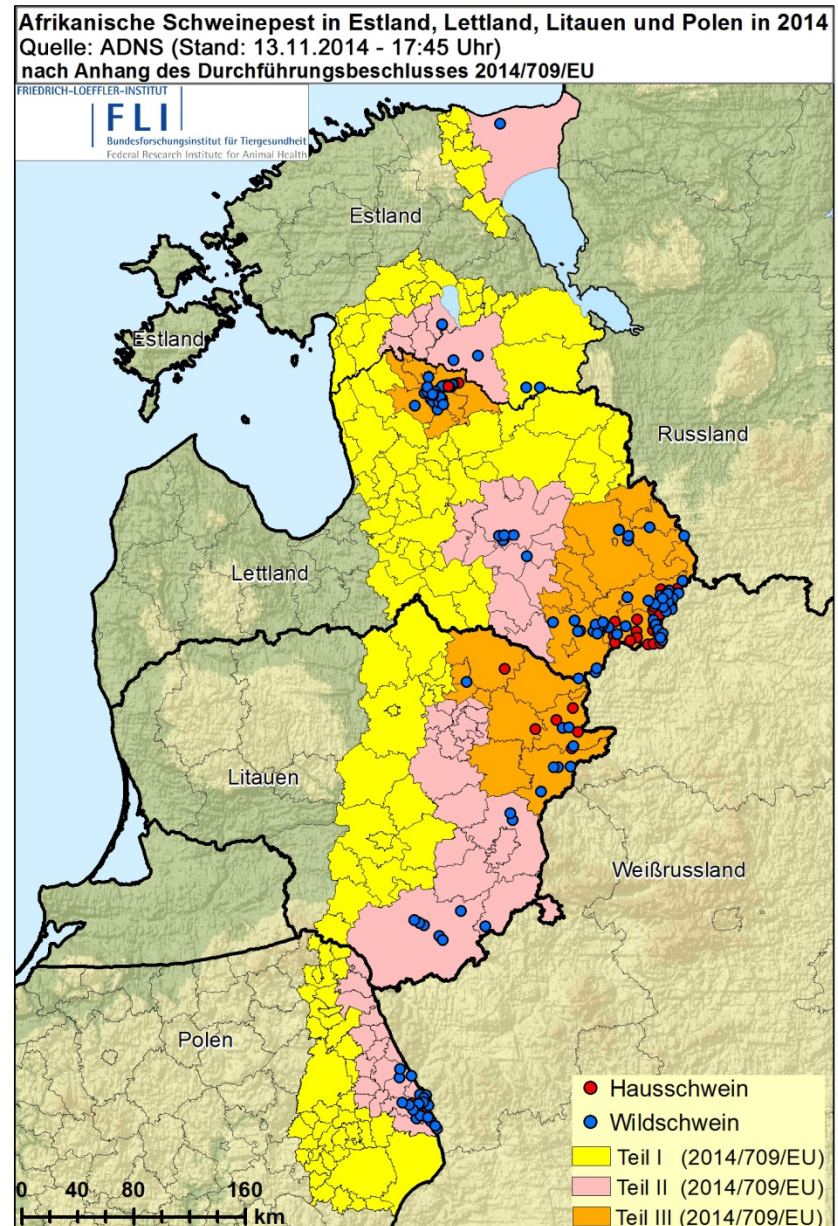 Afrikanische Schweinepest in Estland, Lettland, Litauen und Polen in 2014
Quelle: ADNS (Stand: 13.11.2014 - 17:45 Uhr)
nach Anhang des Durchführungsbeschlusses 2014/709/EU
FRIEDRICH-LOEFFLER-INSTITUT
FLI
Bundesforschungsinstitut für Tiergesundheit
Federal Research Institute for Animal Health
Estland
Estland
Russland
Lettland
Litauen
Weißrussland
Polen
Hausschwein
Wildschwein
Teil I (2014/709/EU)
Teil II (2014/709/EU)
Teil III (2014/709/EU)
0 40 80 160
km